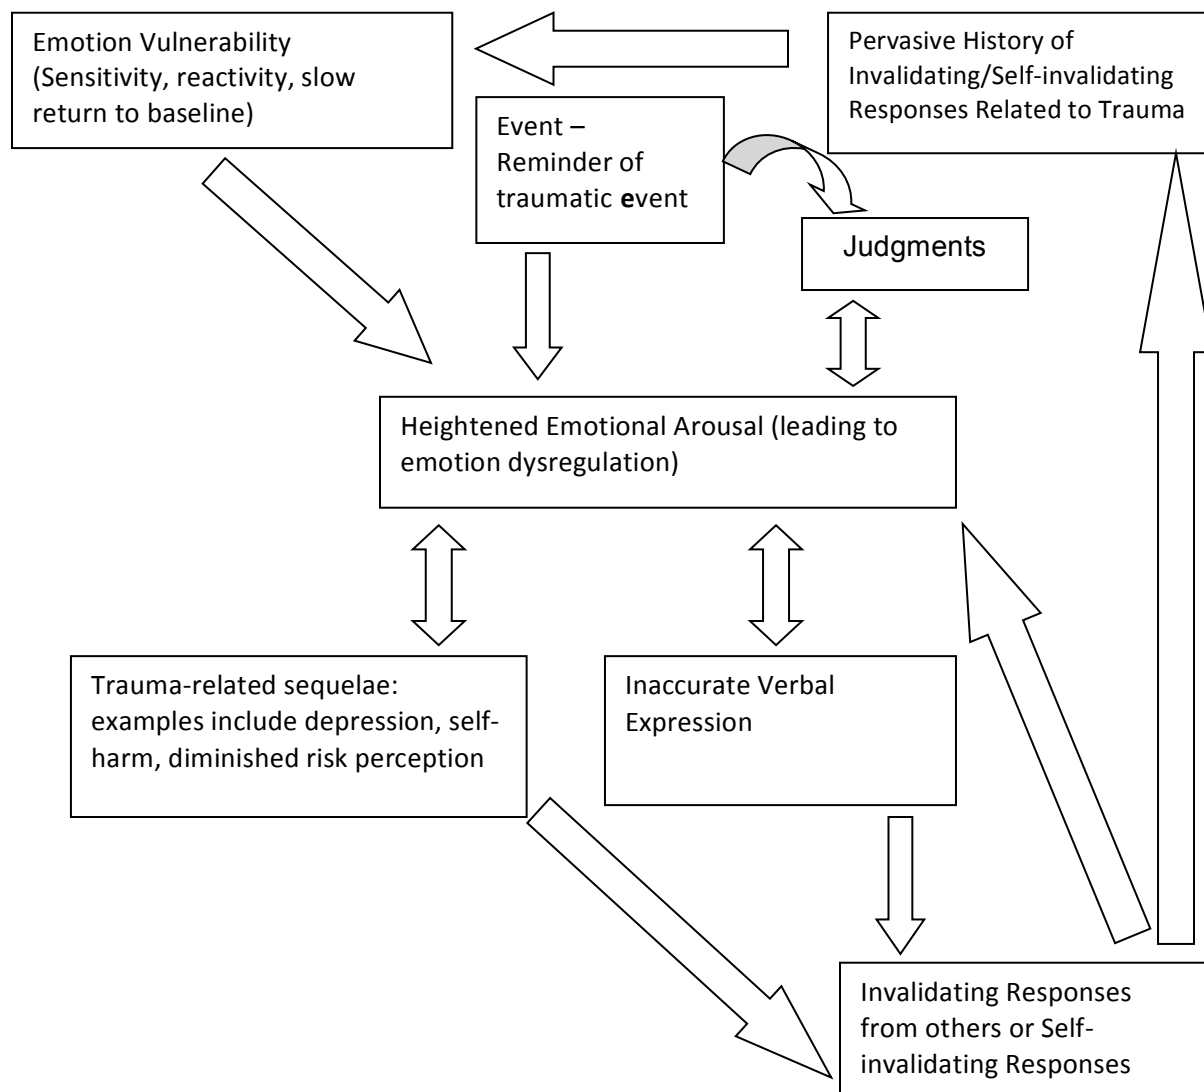 Emotion Vulnerability
(Sensitivity, reactivity, slow
return to baseline)
Pervasive History of
Invalidating/Self-invalidating
Responses Related to Trauma
Event –
Reminder of
traumatic event
Judgments
Heightened Emotional Arousal (leading to
emotion dysregulation)
Trauma-related sequelae:
examples include depression, self-
harm, diminished risk perception
Inaccurate Verbal
Expression
Invalidating Responses
from others or Self-
invalidating Responses